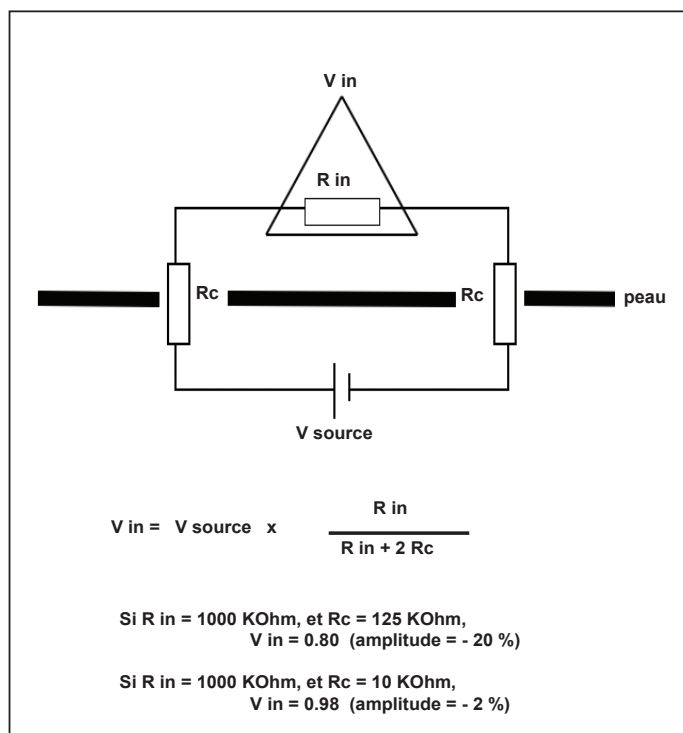 V in
R in
Rc
Rc
peau
V source
V in = V source x
R in
R in + 2 Rc
Si R in = 1000 KOhm, et Rc = 125 KOhm,
V in = 0.80 (amplitude = - 20 %)
Si R in = 1000 KOhm, et Rc = 10 KOhm,
V in = 0.98 (amplitude = - 2 %)